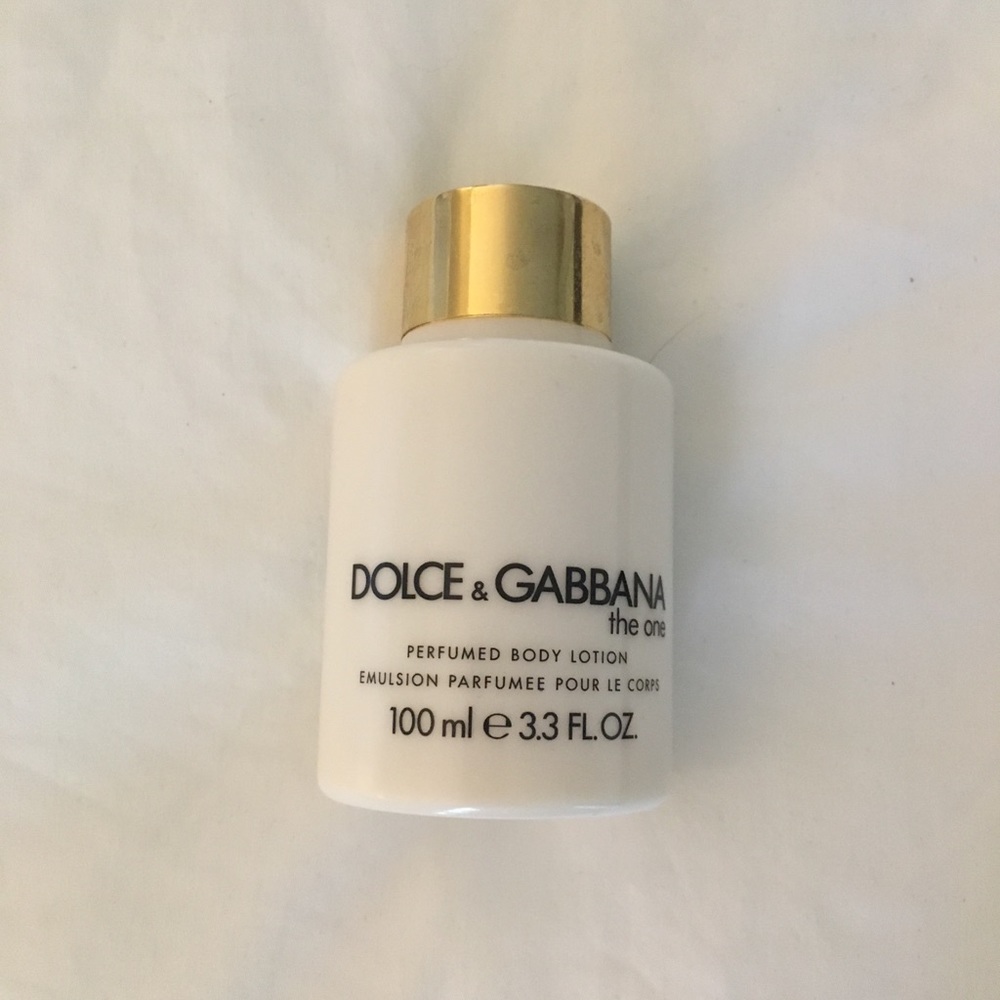 DOLCE & GABBANA
the one
PERFUMED BODY LOTION
EMULSION PARFUMEE POUR LE CORPS
100 ml ℮ 3.3 FL.OZ.